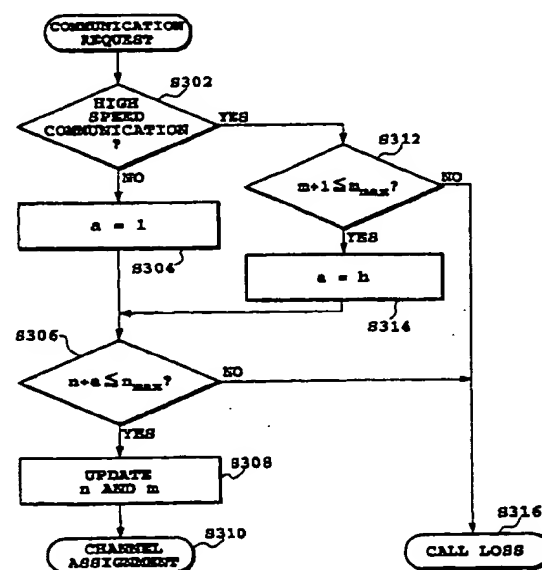 COMMUNICATION
REQUEST
S302
HIGH
SPEED
COMMUNICATION
?
YES
NO
S312
m+1≦mmax?
NO
YES
a = 1
S304
a = h
S314
S306
n+a≦nmax?
NO
YES
UPDATE
n AND m
S308
CHANNEL
ASSIGNMENT
S310
CALL LOSS
S316